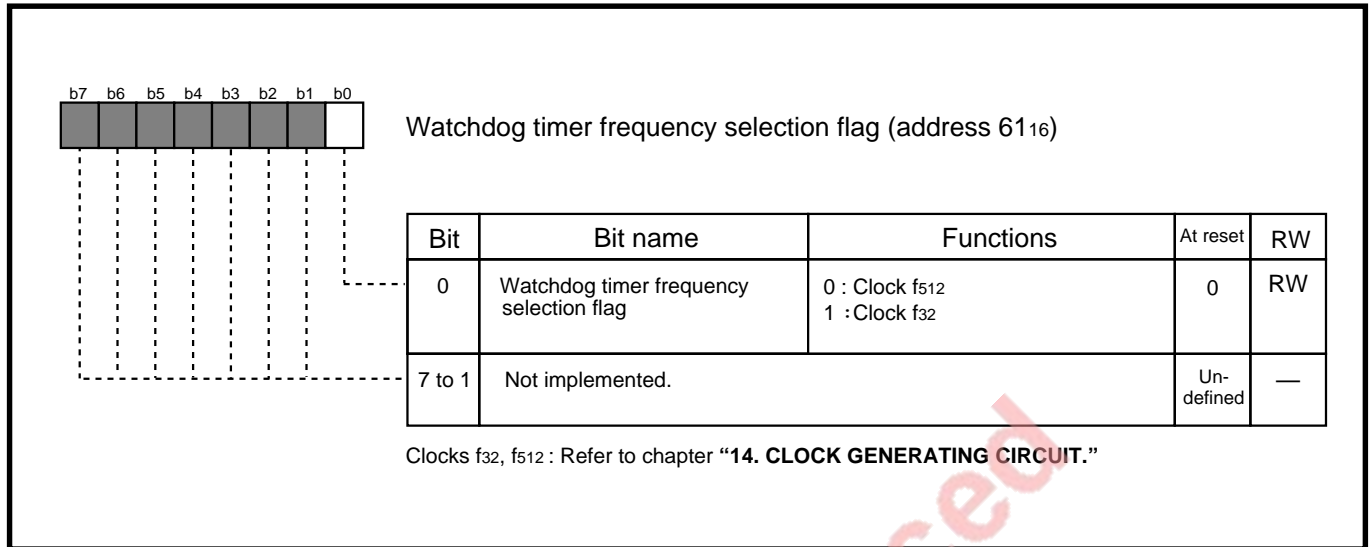 b7 b6 b5 b4 b3 b2 b1 b0
Watchdog timer frequency selection flag (address 6116)
Bit Bit name Functions At reset RW
0 Watchdog timer frequency selection flag 0 : Clock f512 0 RW
1 : Clock f32
7 to 1 Not implemented. Un-defined —
Clocks f32, f512 : Refer to chapter “14. CLOCK GENERATING CIRCUIT.”